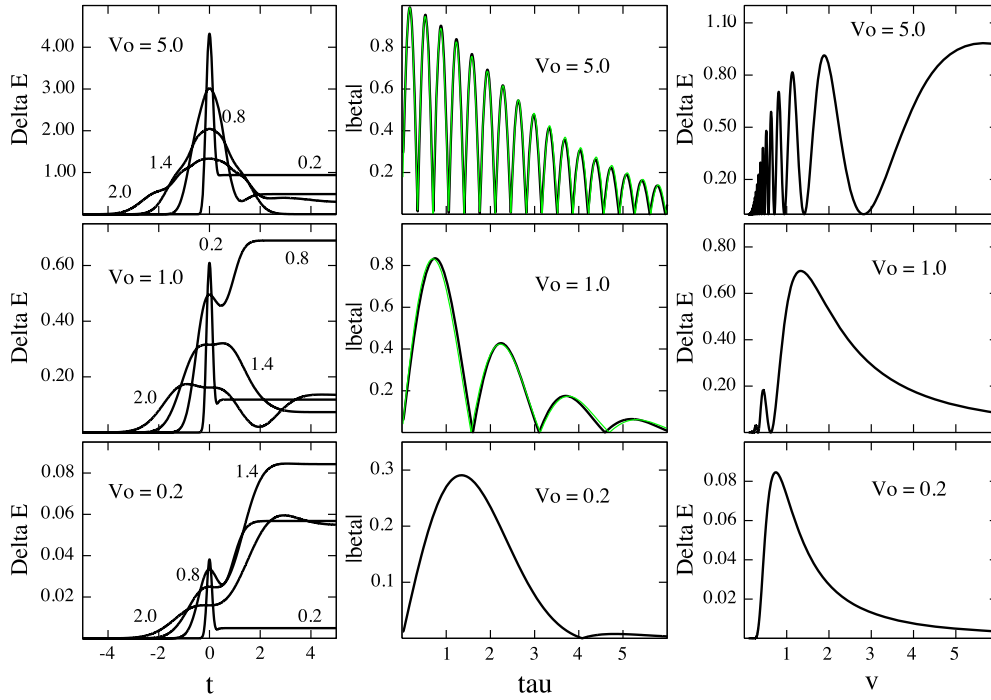 Delta E
4.00
3.00
2.00
1.00
Vo = 5.0
0.8
1.4
2.0
0.2
|beta|
0.8
0.6
0.4
0.2
Vo = 5.0
Delta E
1.10
0.80
0.50
0.20
Vo = 5.0
Delta E
0.60
0.40
0.20
Vo = 1.0
0.2
0.8
1.4
2.0
|beta|
0.8
0.6
0.4
0.2
Vo = 1.0
Delta E
0.80
0.60
0.40
0.20
Vo = 1.0
Delta E
0.08
0.06
0.04
0.02
Vo = 0.2
1.4
0.8
2.0
0.2
-4
-2
0
2
4
t
|beta|
0.3
0.2
0.1
Vo = 0.2
1
2
3
4
5
tau
Delta E
0.08
0.06
0.04
0.02
Vo = 0.2
1
2
3
4
5
v